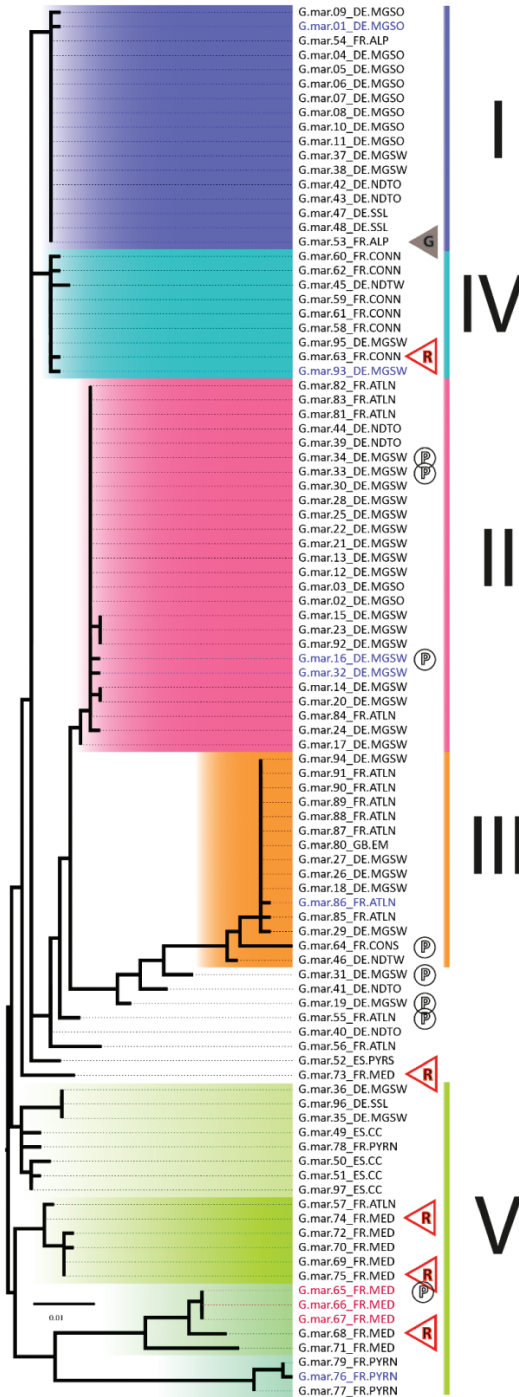 G.mar.09_DE.MGSO
G.mar.01_DE.MGSO
G.mar.54_FR.ALP
G.mar.04_DE.MGSO
G.mar.05_DE.MGSO
G.mar.06_DE.MGSO
G.mar.07_DE.MGSO
G.mar.08_DE.MGSO
G.mar.10_DE.MGSO
G.mar.11_DE.MGSO
G.mar.37_DE.MGSW
G.mar.38_DE.MGSW
G.mar.42_DE.NDTO
G.mar.43_DE.NDTO
G.mar.47_DE.SSL
G.mar.48_DE.SSL
G.mar.53_FR.ALP G
I
G.mar.60_FR.CONN
G.mar.62_FR.CONN
G.mar.45_DE.NDTW
G.mar.59_FR.CONN
G.mar.61_FR.CONN
G.mar.58_FR.CONN
G.mar.95_DE.MGSW
G.mar.63_FR.CONN R
G.mar.93_DE.MGSW
IV
G.mar.82_FR.ATLN
G.mar.83_FR.ATLN
G.mar.81_FR.ATLN
G.mar.44_DE.NDTO
G.mar.39_DE.NDTO
G.mar.34_DE.MGSW P
G.mar.33_DE.MGSW P
G.mar.30_DE.MGSW
G.mar.28_DE.MGSW
G.mar.25_DE.MGSW
G.mar.22_DE.MGSW
G.mar.21_DE.MGSW
G.mar.13_DE.MGSW
G.mar.12_DE.MGSW
G.mar.03_DE.MGSO
G.mar.02_DE.MGSO
G.mar.15_DE.MGSW
G.mar.23_DE.MGSW
G.mar.92_DE.MGSW
G.mar.16_DE.MGSW P
G.mar.32_DE.MGSW
G.mar.14_DE.MGSW
G.mar.20_DE.MGSW
G.mar.84_FR.ATLN
G.mar.24_DE.MGSW
G.mar.17_DE.MGSW
II
G.mar.94_DE.MGSW
G.mar.91_FR.ATLN
G.mar.90_FR.ATLN
G.mar.89_FR.ATLN
G.mar.88_FR.ATLN
G.mar.87_FR.ATLN
G.mar.80_GB.EM
G.mar.27_DE.MGSW
G.mar.26_DE.MGSW
G.mar.18_DE.MGSW
G.mar.86_FR.ATLN
G.mar.85_FR.ATLN
G.mar.29_DE.MGSW
G.mar.64_FR.CONS P
G.mar.46_DE.NDTW
III
G.mar.31_DE.MGSW P
G.mar.41_DE.NDTO
G.mar.19_DE.MGSW P
G.mar.55_FR.ATLN P
G.mar.40_DE.NDTO
G.mar.56_FR.ATLN
G.mar.52_ES.PYRS
G.mar.73_FR.MED R
G.mar.36_DE.MGSW
G.mar.96_DE.SSL
G.mar.35_DE.MGSW
G.mar.49_ES.CC
G.mar.78_FR.PYRN
G.mar.50_ES.CC
G.mar.51_ES.CC
G.mar.97_ES.CC
G.mar.57_FR.ATLN
G.mar.74_FR.MED R
G.mar.72_FR.MED
G.mar.70_FR.MED
G.mar.69_FR.MED
G.mar.75_FR.MED R
G.mar.65_FR.MED P
G.mar.66_FR.MED
G.mar.67_FR.MED
G.mar.68_FR.MED R
G.mar.71_FR.MED
G.mar.79_FR.PYRN
G.mar.76_FR.PYRN
G.mar.77_FR.PYRN
V
0.01